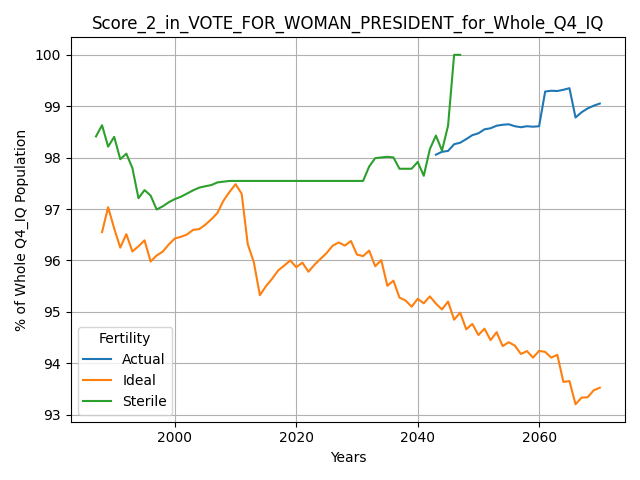 Score_2_in_VOTE_FOR_WOMAN_PRESIDENT_for_Whole_Q4_IQ
100
99
98
97
96
95
94
93
% of Whole Q4_IQ Population
Fertility
Actual
Ideal
Sterile
2000
2020
2040
2060
Years